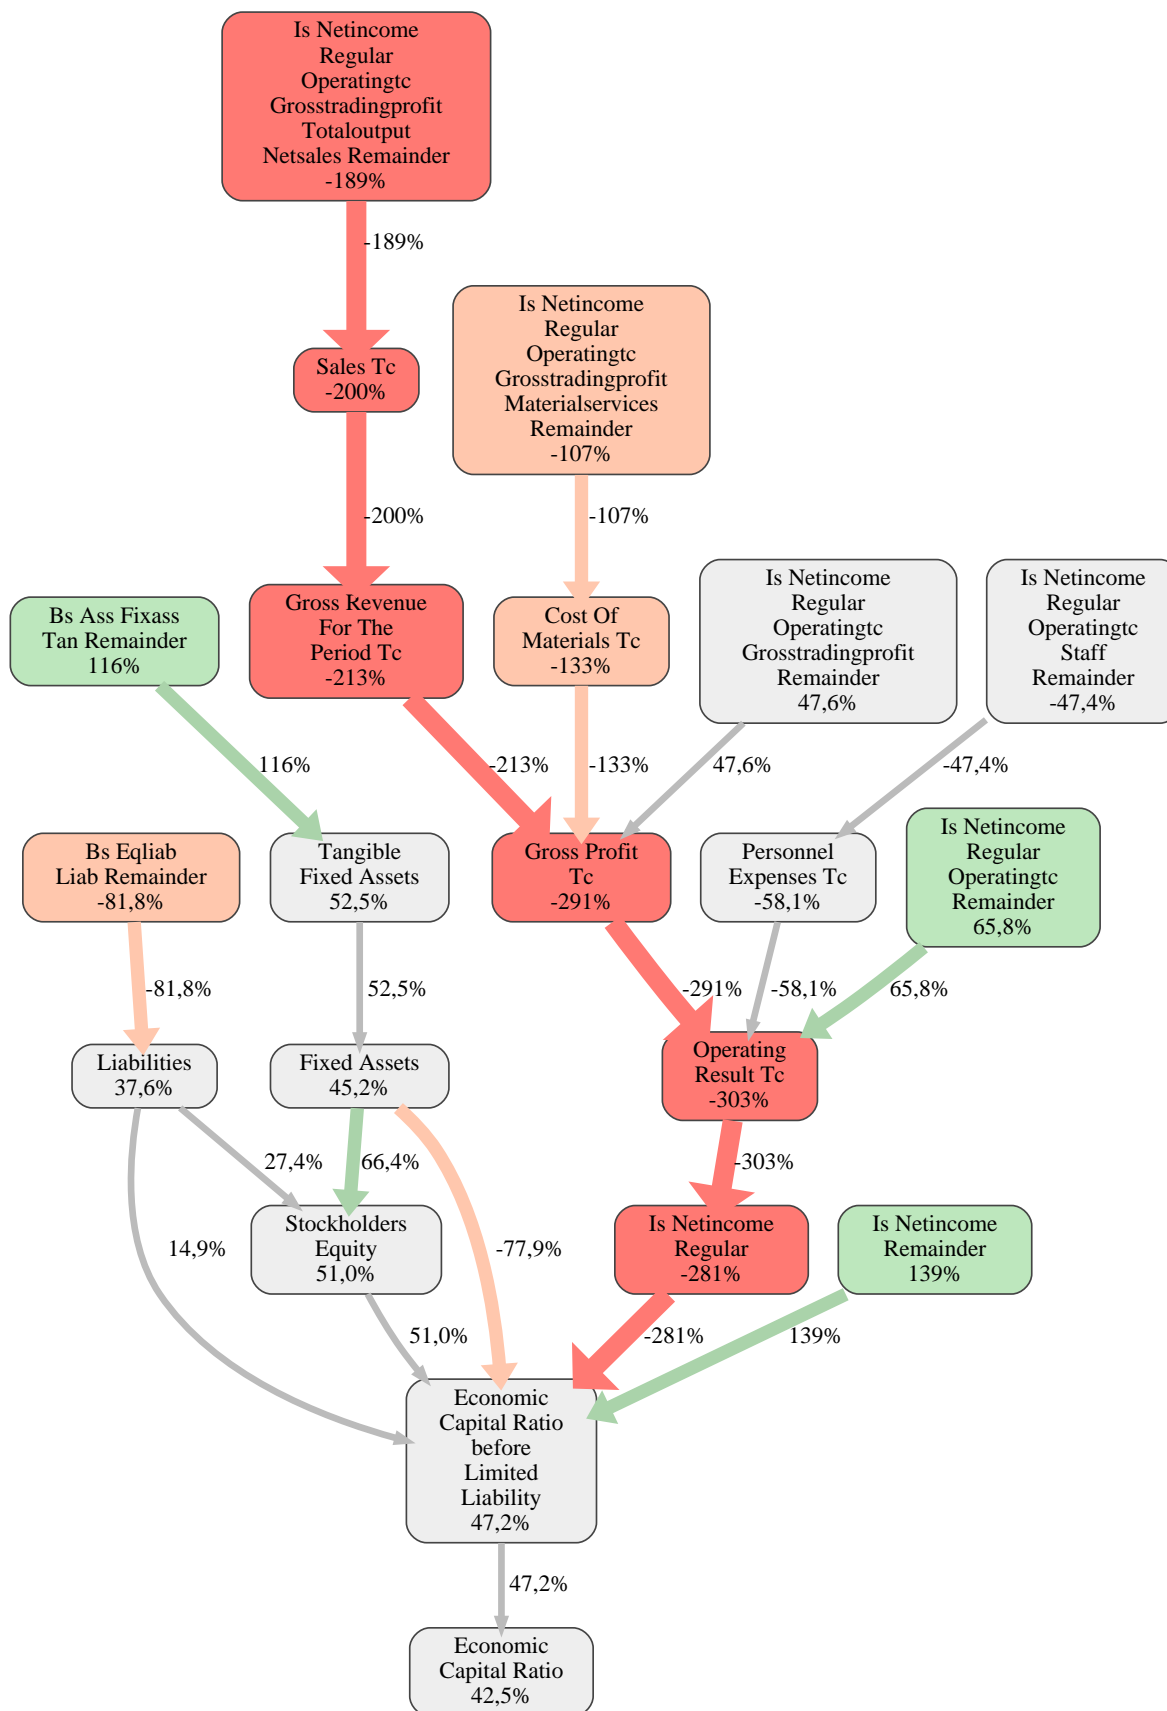 Is Netincome
Regular
Operatingtc
Grosstradingprofit
Totaloutput
Netsales Remainder
-189%
-189%
Sales Tc
-200%
Is Netincome
Regular
Operatingtc
Grosstradingprofit
Materialservices
Remainder
-107%
-200%
-107%
Bs Ass Fixass
Tan Remainder
116%
Gross Revenue
For The
Period Tc
-213%
Cost Of
Materials Tc
-133%
Is Netincome
Regular
Operatingtc
Grosstradingprofit
Remainder
47,6%
Is Netincome
Regular
Operatingtc
Staff
Remainder
-47,4%
116%
-213%
-133%
47,6%
-47,4%
Bs Eqliab
Liab Remainder
-81,8%
Tangible
Fixed Assets
52,5%
Gross Profit
Tc
-291%
Personnel
Expenses Tc
-58,1%
Is Netincome
Regular
Operatingtc
Remainder
65,8%
-81,8%
52,5%
-291%
-58,1%
65,8%
Liabilities
37,6%
Fixed Assets
45,2%
Operating
Result Tc
-303%
27,4%
66,4%
-303%
Stockholders
Equity
51,0%
Is Netincome
Regular
-281%
Is Netincome
Remainder
139%
14,9%
-77,9%
51,0%
-281%
139%
Economic
Capital Ratio
before
Limited
Liability
47,2%
47,2%
Economic
Capital Ratio
42,5%